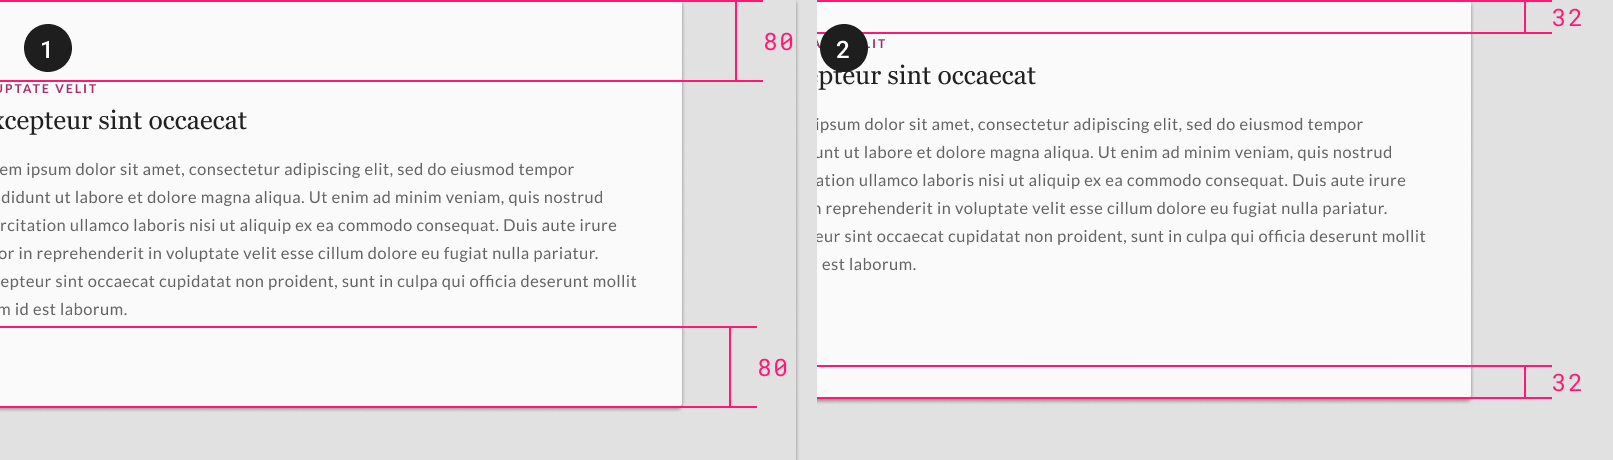 1
80
UPTATE VELIT
xcepteur sint occaecat
em ipsum dolor sit amet, consectetur adipiscing elit, sed do eiusmod tempor
didunt ut labore et dolore magna aliqua. Ut enim ad minim veniam, quis nostrud
rcitation ullamco laboris nisi ut aliquip ex ea commodo consequat. Duis aute irure
or in reprehenderit in voluptate velit esse cillum dolore eu fugiat nulla pariatur.
epteur sint occaecat cupidatat non proident, sunt in culpa qui officia deserunt mollit
m id est laborum.
80
32
2
LIT
pteur sint occaecat
ipsum dolor sit amet, consectetur adipiscing elit, sed do eiusmod tempor
unt ut labore et dolore magna aliqua. Ut enim ad minim veniam, quis nostrud
ation ullamco laboris nisi ut aliquip ex ea commodo consequat. Duis aute irure
n reprehenderit in voluptate velit esse cillum dolore eu fugiat nulla pariatur.
eur sint occaecat cupidatat non proident, sunt in culpa qui officia deserunt mollit
est laborum.
32